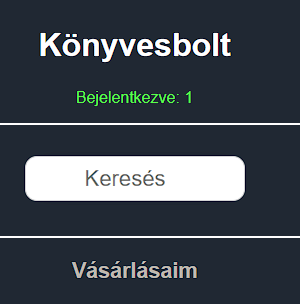 Könyvesbolt
Bejelentkezve: 1
Keresés
Vásárlásaim